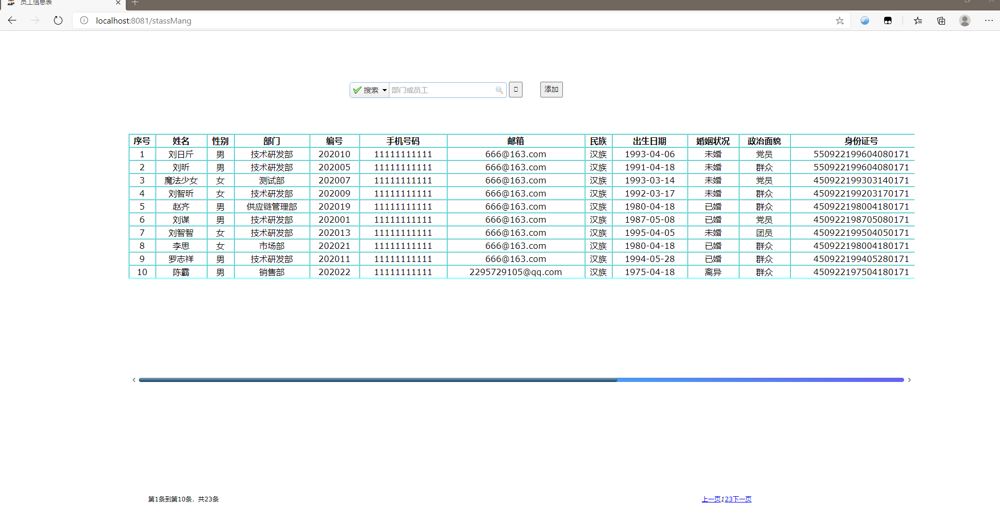 员工信息表
localhost:8081/stassMang
搜索 部门或员工 添加
序号 姓名 性别 部门 编号 手机号码 邮箱 民族 出生日期 婚姻状况 政治面貌 身份证号
1 刘日斤 男 技术研发部 202010 11111111111 666@163.com 汉族 1993-04-06 未婚 党员 550922199604080171
2 刘昕 男 技术研发部 202005 11111111111 666@163.com 汉族 1991-04-18 未婚 群众 550922199604080171
3 魔法少女 女 测试部 202007 11111111111 666@163.com 汉族 1993-03-14 未婚 党员 450922199303140171
4 刘智昕 女 技术研发部 202009 11111111111 666@163.com 汉族 1992-03-17 未婚 群众 450922199203170171
5 赵齐 男 供应链管理部 202019 11111111111 666@163.com 汉族 1980-04-18 已婚 群众 450922198004180171
6 刘谋 男 技术研发部 202001 11111111111 666@163.com 汉族 1987-05-08 已婚 党员 450922198705080171
7 刘智智 女 技术研发部 202013 11111111111 666@163.com 汉族 1995-04-05 未婚 团员 450922199504050171
8 李思 女 市场部 202021 11111111111 666@163.com 汉族 1980-04-18 已婚 群众 450922198004180171
9 罗志祥 男 技术研发部 202011 11111111111 666@163.com 汉族 1994-05-28 已婚 群众 450922199405280171
10 陈霸 男 销售部 202022 11111111111 2295729105@qq.com 汉族 1975-04-18 离异 群众 450922197504180171
第1条到第10条，共23条 上一页123下一页